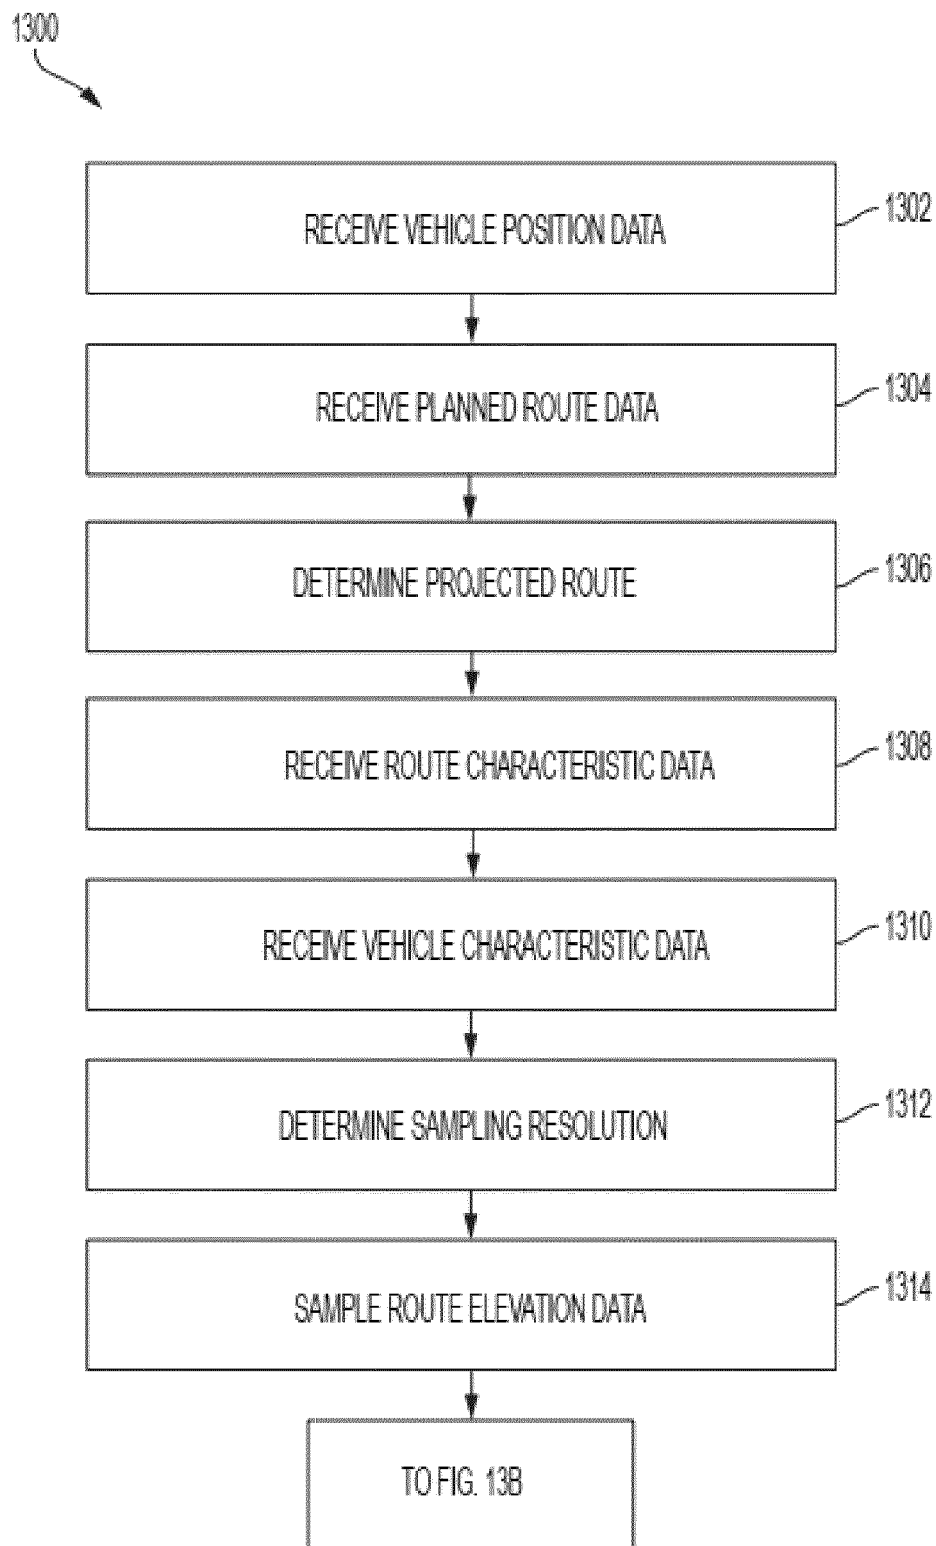 1300
RECEIVE VEHICLE POSITION DATA
1302
RECEIVE PLANNED ROUTE DATA
1304
DETERMINE PROJECTED ROUTE
1306
RECEIVE ROUTE CHARACTERISTIC DATA
1308
RECEIVE VEHICLE CHARACTERISTIC DATA
1310
DETERMINE SAMPLING RESOLUTION
1312
SAMPLE ROUTE ELEVATION DATA
1314
TO FIG. 13B